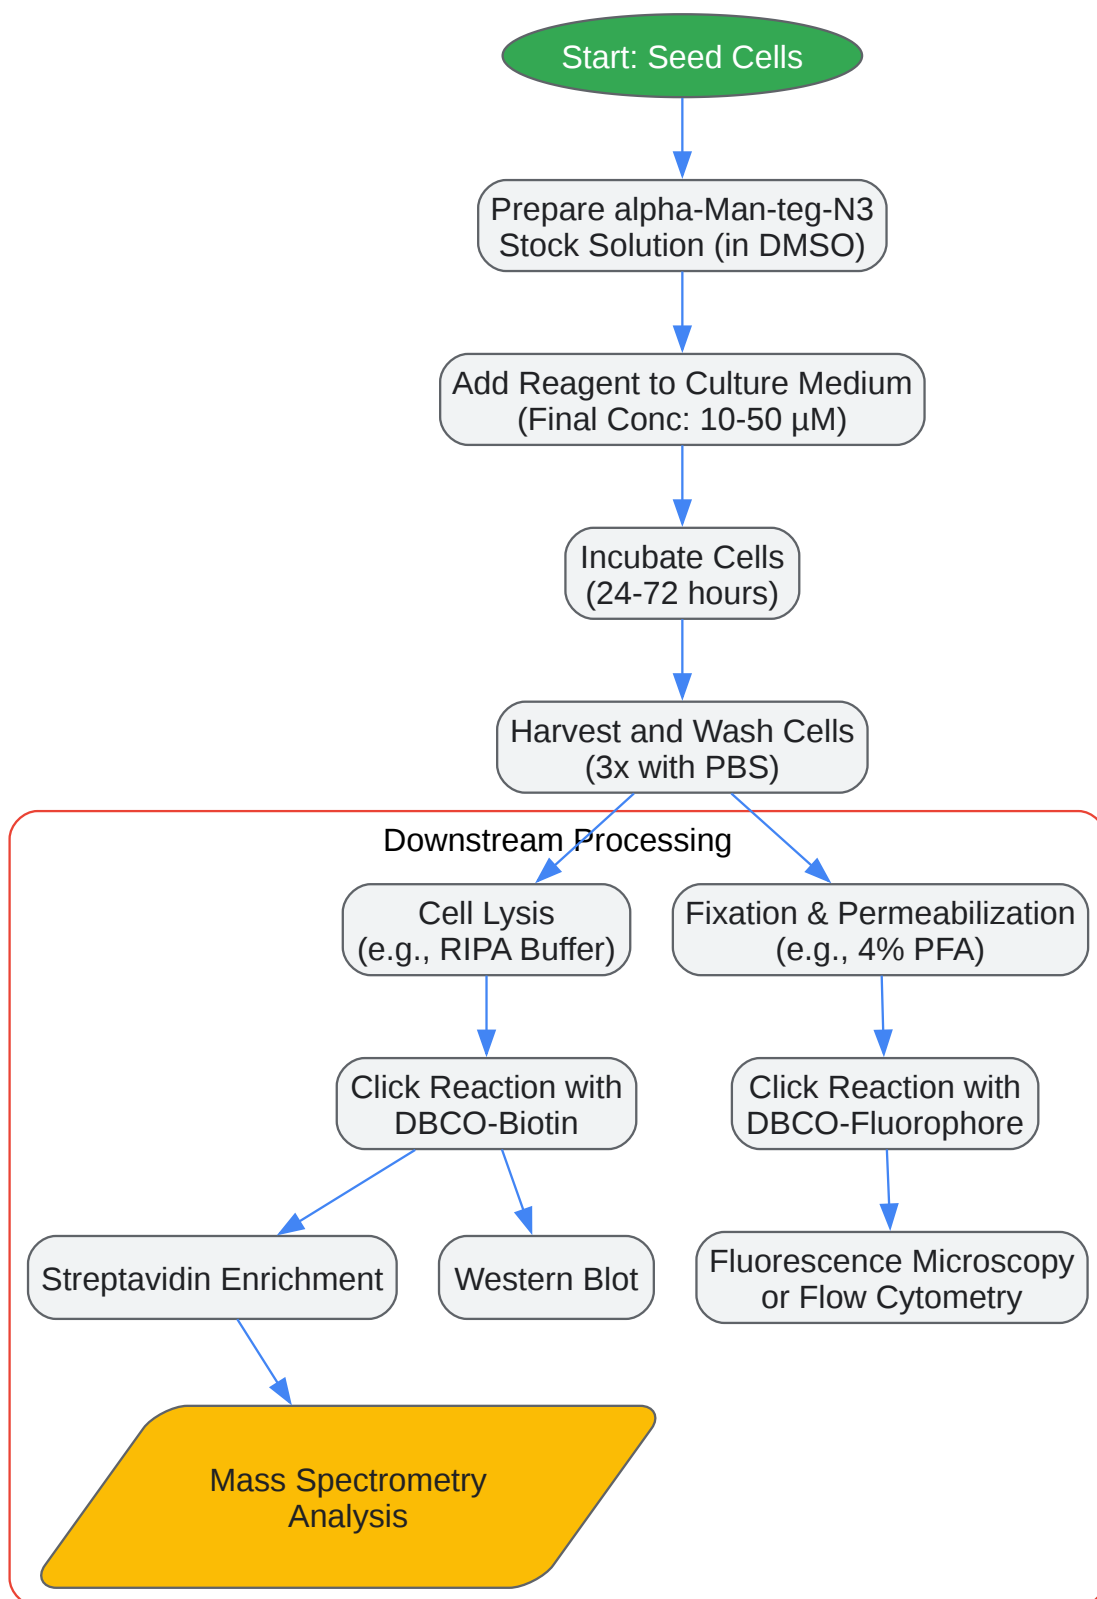 Start: Seed Cells
Prepare alpha-Man-teg-N3
Stock Solution (in DMSO)
Add Reagent to Culture Medium
(Final Conc: 10-50 µM)
Incubate Cells
(24-72 hours)
Harvest and Wash Cells
(3x with PBS)
Downstream Processing
Cell Lysis
(e.g., RIPA Buffer)
Fixation & Permeabilization
(e.g., 4% PFA)
Click Reaction with
DBCO-Biotin
Click Reaction with
DBCO-Fluorophore
Streptavidin Enrichment
Western Blot
Fluorescence Microscopy
or Flow Cytometry
Mass Spectrometry
Analysis